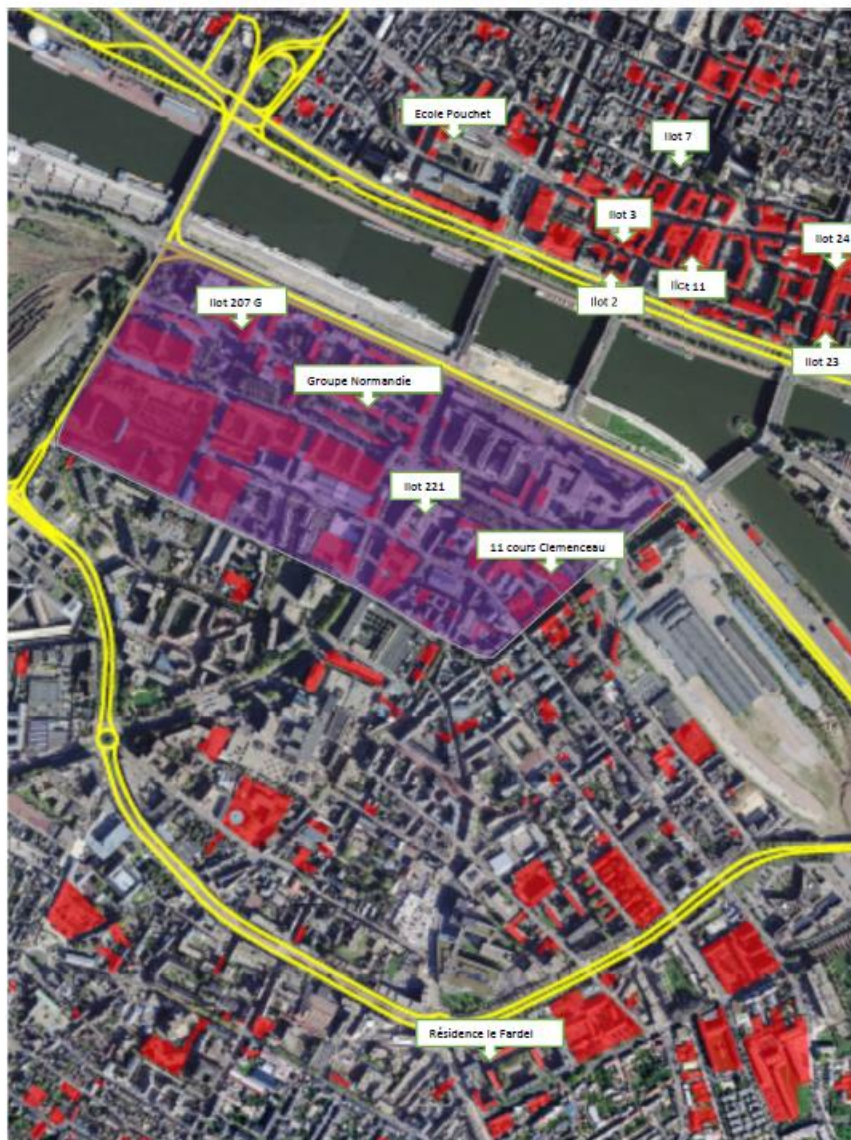 Ecole Pouchet
Ilot 7
Ilot 3
Ilot 24
Ilot 11
Ilot 207 G
Ilot 2
Ilot 23
Groupe Normandie
Ilot 221
11 cours Clemenceau
Résidence le Fardel